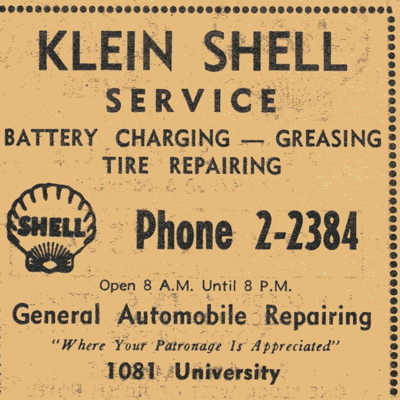 KLEIN SHELL
SERVICE
BATTERY CHARGING — GREASING
TIRE REPAIRING
SHELL
Phone 2-2384
Open 8 A.M. Until 8 P.M.
General Automobile Repairing
"Where Your Patronage Is Appreciated"
1081 University